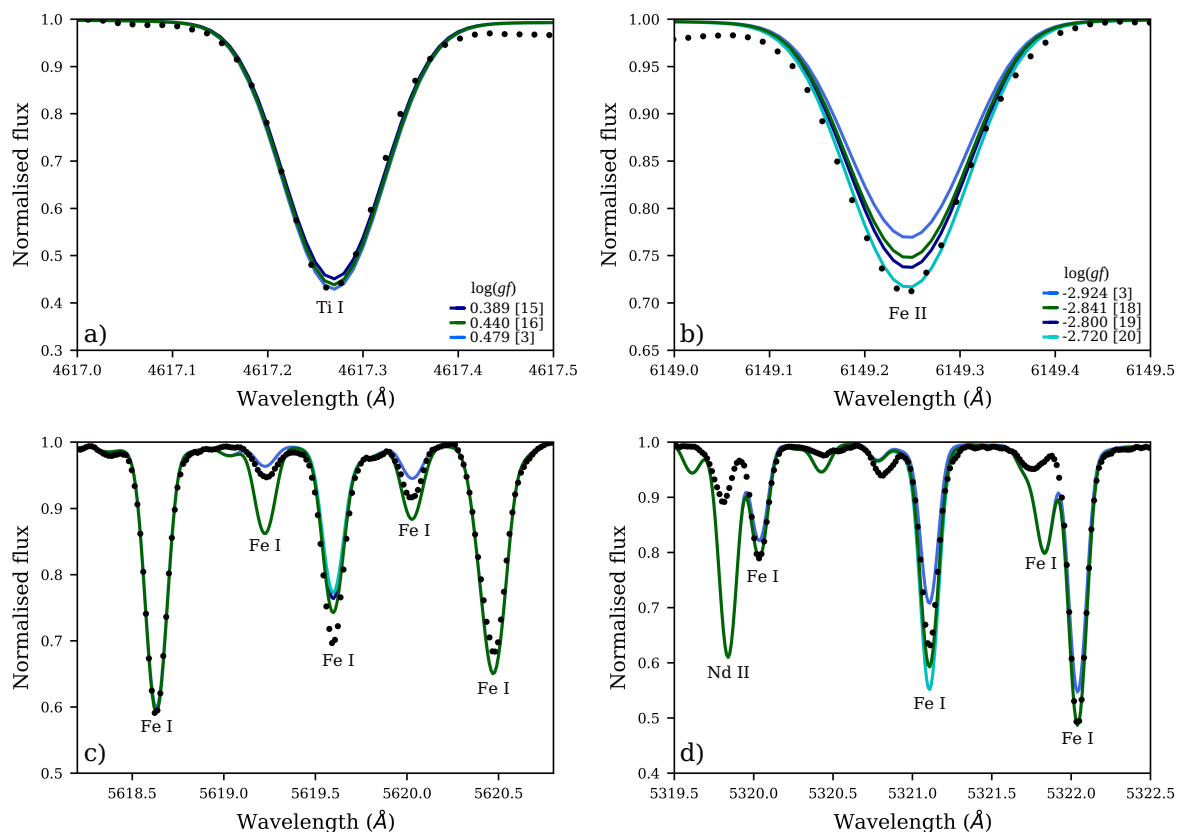 1.0
0.9
0.8
0.7
0.6
0.5
0.4
0.3
Normalised flux
Ti I
log(gf)
0.389 [15]
0.440 [16]
0.479 [3]
a)
4617.0 4617.1 4617.2 4617.3 4617.4 4617.5
Wavelength (Å)
1.00
0.95
0.90
0.85
0.80
0.75
0.70
0.65
Normalised flux
Fe II
log(gf)
-2.924 [3]
-2.841 [18]
-2.800 [19]
-2.720 [20]
b)
6149.0 6149.1 6149.2 6149.3 6149.4 6149.5
Wavelength (Å)
1.0
0.9
0.8
0.7
0.6
0.5
Normalised flux
Fe I
Fe I
Fe I
Fe I
Fe I
c)
5618.5 5619.0 5619.5 5620.0 5620.5
Wavelength (Å)
1.0
0.9
0.8
0.7
0.6
0.5
0.4
Normalised flux
Nd II
Fe I
Fe I
Fe I
Fe I
d)
5319.5 5320.0 5320.5 5321.0 5321.5 5322.0 5322.5
Wavelength (Å)